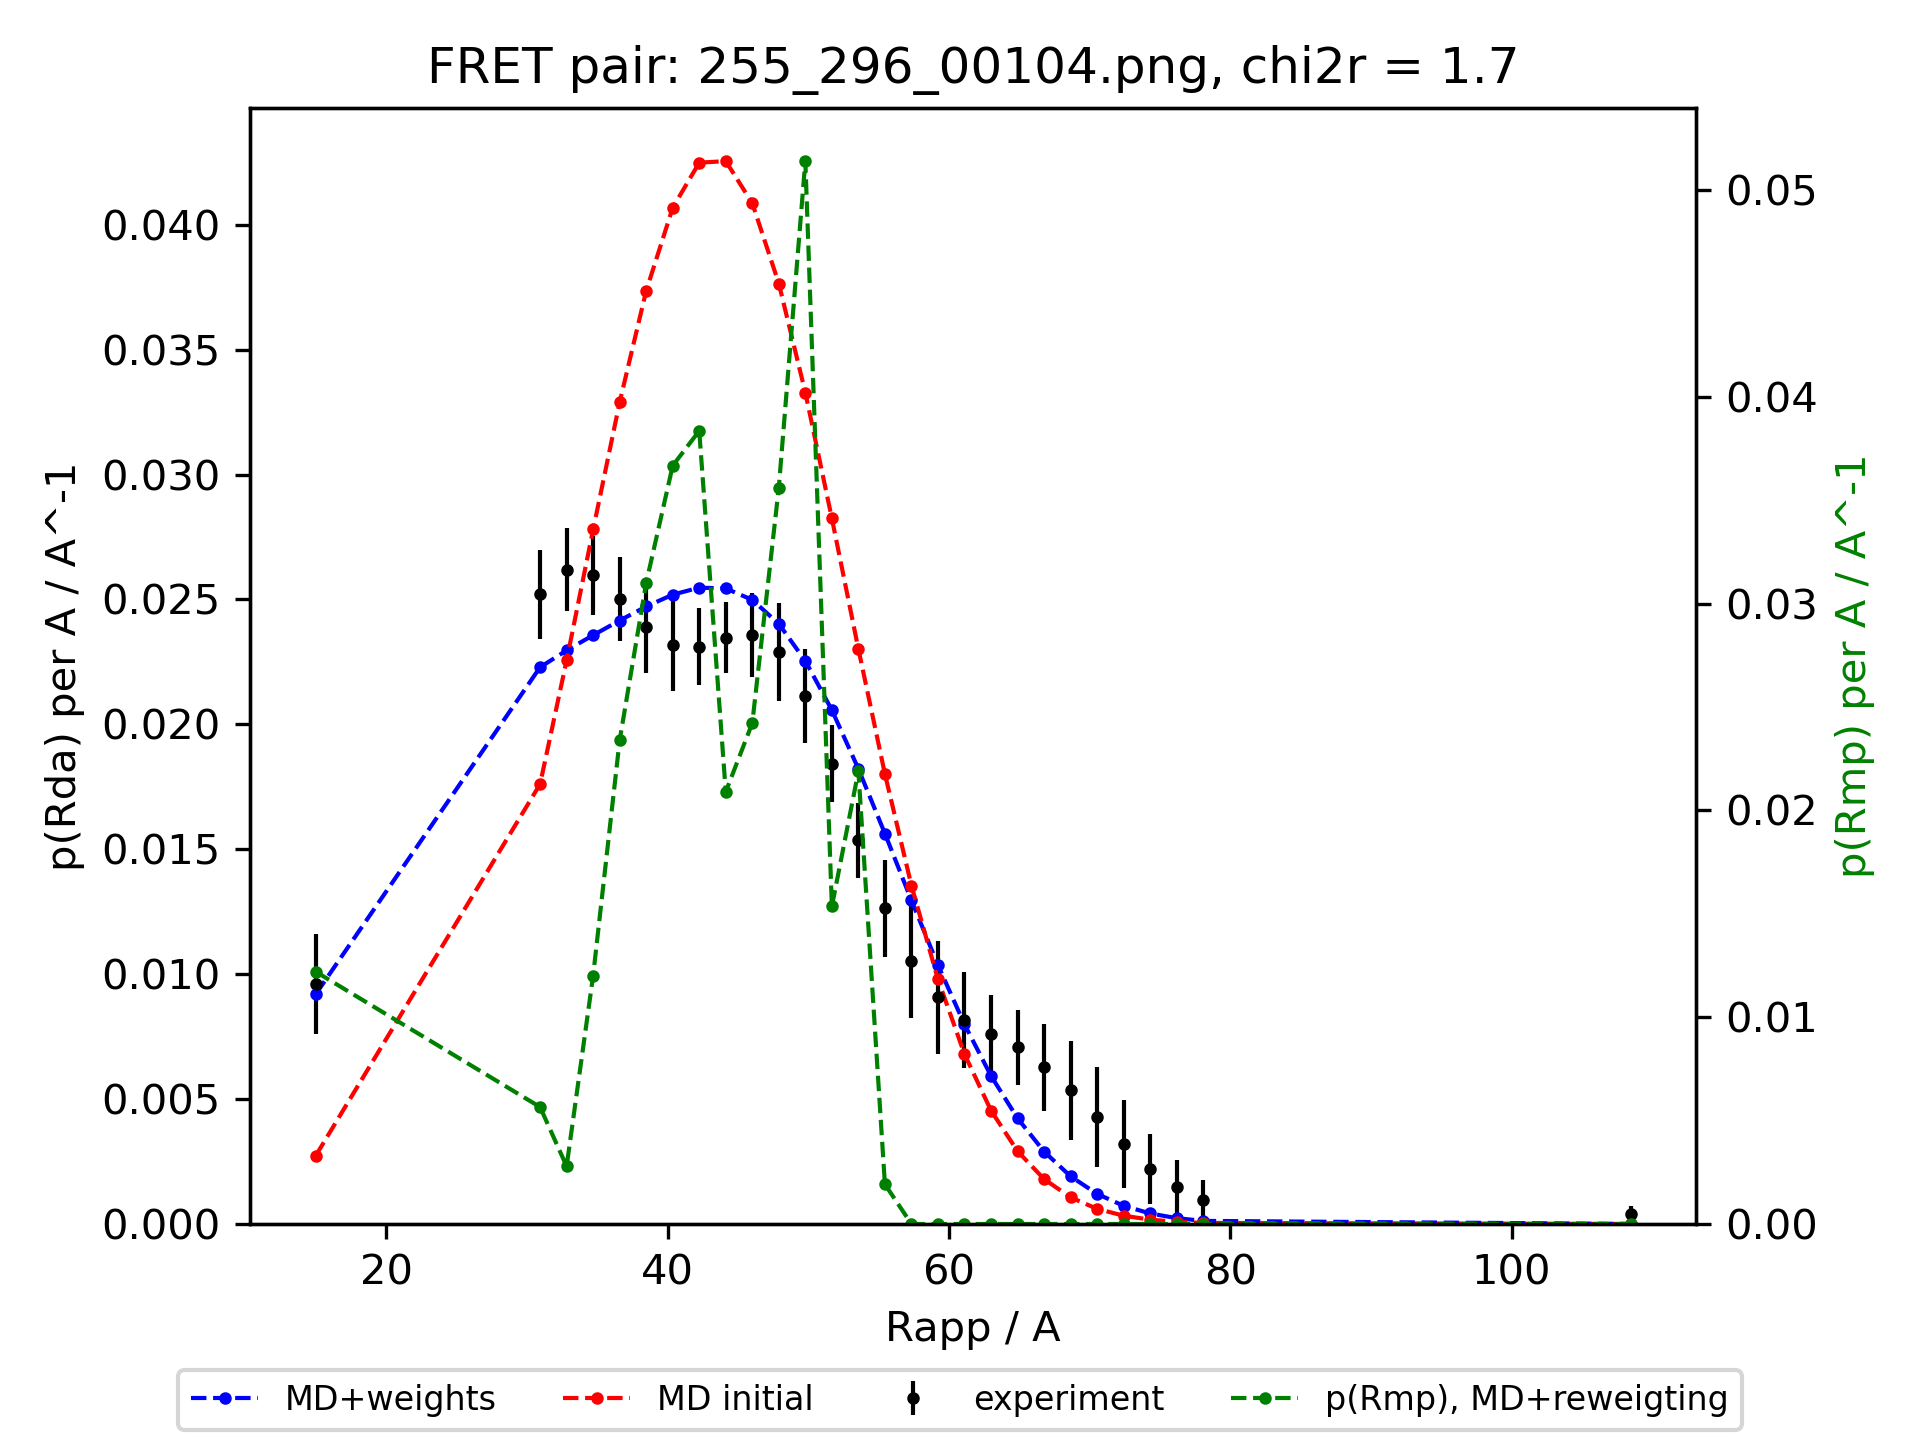 FRET pair: 255_296_00104.png, chi2r = 1.7
0.040
0.035
0.030
0.025
0.020
0.015
0.010
0.005
0.000
p(Rda) per A / A^-1
0.05
0.04
0.03
0.02
0.01
0.00
p(Rmp) per A / A^-1
20 40 60 80 100
Rapp / A
MD+weights MD initial experiment p(Rmp), MD+reweigting